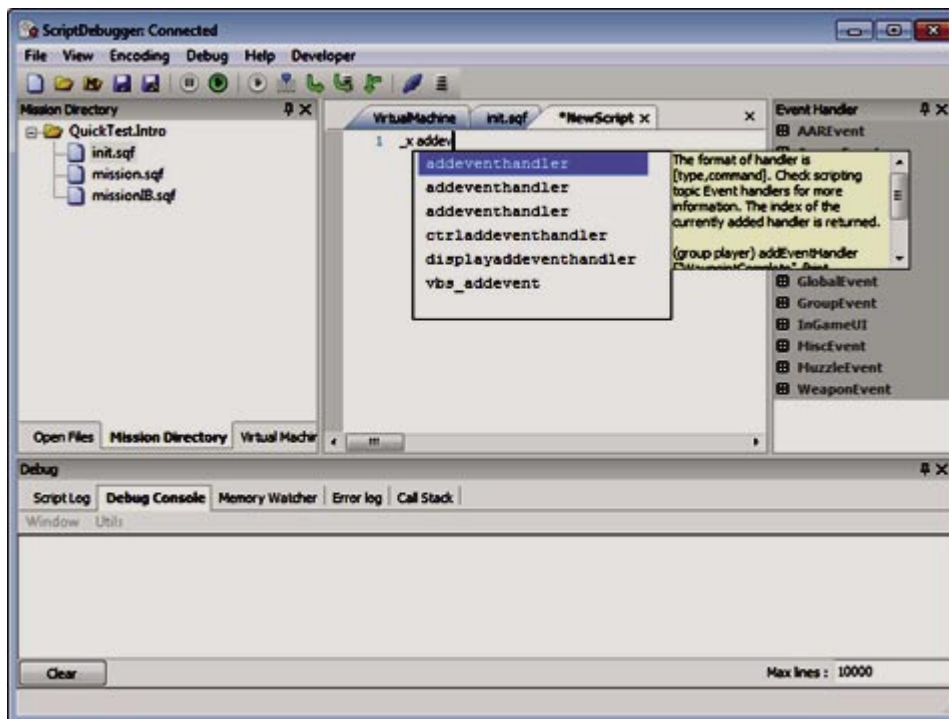 ScriptDebugger: Connected
File View Encoding Debug Help Developer
Mission Directory
QuickTest.Intro
init.sqf
mission.sqf
missionIB.sqf
Open Files Mission Directory Virtual Machin
VirtualMachine init.sqf *NewScript
1 _x addev
addeventhandler
addeventhandler
addeventhandler
ctrladdeventhandler
displayaddeventhandler
vbs_addevent
The format of handler is
[type,command]. Check scripting
topic Event handlers for more
information. The index of the
currently added handler is returned.
(group player) addEventHandler
["WaypointComplete", Print
Event Handler
AAREvent
GlobalEvent
GroupEvent
InGameUI
MiscEvent
MuzzleEvent
WeaponEvent
Debug
Script Log Debug Console Memory Watcher Error log Call Stack
Window Utils
Clear
Max lines : 10000